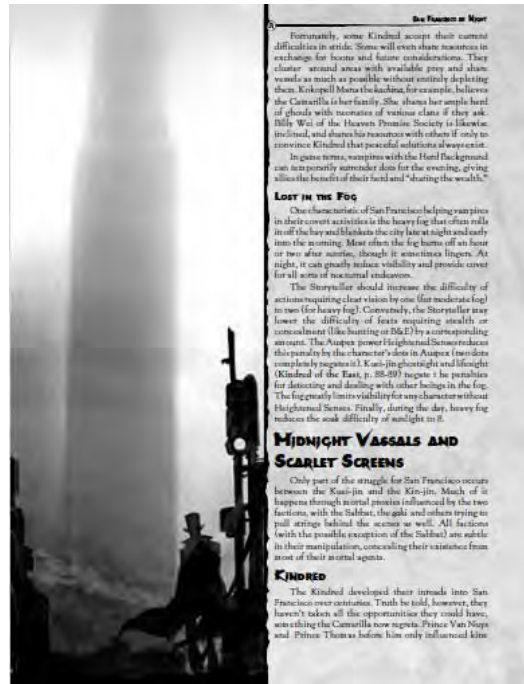 San Francisco by Night
Fortunately, some Kindred accept their current
difficulties in stride. Some will even share resources in
exchange for boons and future considerations. They
cluster around areas with available prey and share
vessels as much as possible without entirely depleting
them. Kokopell Mana the kachina, for example, believes
the Camarilla is her family. She shares her ample herd
of ghouls with neonates of various clans if they ask.
Billy Wei of the Heaven Promise Society is likewise
inclined, and shares his resources with others if only to
convince Kindred that peaceful solutions always exist.
In game terms, vampires with the Herd Background
can temporarily surrender dots for the evening, giving
allies the benefit of their herd and "sharing the wealth."
Lost in the Fog
One characteristic of San Francisco helping vampires
in their covert activities is the heavy fog that often rolls
in off the bay and blankets the city late at night and early
into the morning. Most often the fog burns off an hour
or two after sunrise, though it sometimes lingers. At
night, it can greatly reduce visibility and provide cover
for all sorts of nocturnal endeavors.
The Storyteller should increase the difficulty of
actions requiring clear vision by one (for moderate fog)
to two (for heavy fog). Conversely, the Storyteller may
lower the difficulty of feats requiring stealth or
concealment (like hunting or B&E) by a corresponding
amount. The Auspex power Heightened Senses reduces
this penalty by the character's dots in Auspex (two dots
completely negates it). Kuei-jin ghostsight and lifesight
(Kindred of the East, p. 88-89) negate the penalties
for detecting and dealing with other beings in the fog.
The fog greatly limits visibility for any character without
Heightened Senses. Finally, during the day, heavy fog
reduces the soak difficulty of sunlight to 8.
Midnight Vassals and
Scarlet Screens
Only part of the struggle for San Francisco occurs
between the Kuei-jin and the Kin-jin. Much of it
happens through mortal proxies influenced by the two
factions, with the Sabbat, the gaki and others trying to
pull strings behind the scenes as well. All factions
(with the possible exception of the Sabbat) are subtle
in their manipulation, concealing their existence from
most of their mortal agents.
Kindred
The Kindred developed their inroads into San
Francisco over centuries. Truth be told, however, they
haven't taken all the opportunities they could have,
something the Camarilla now regrets. Prince Van Nuys
and Prince Thomas before him only influenced kine